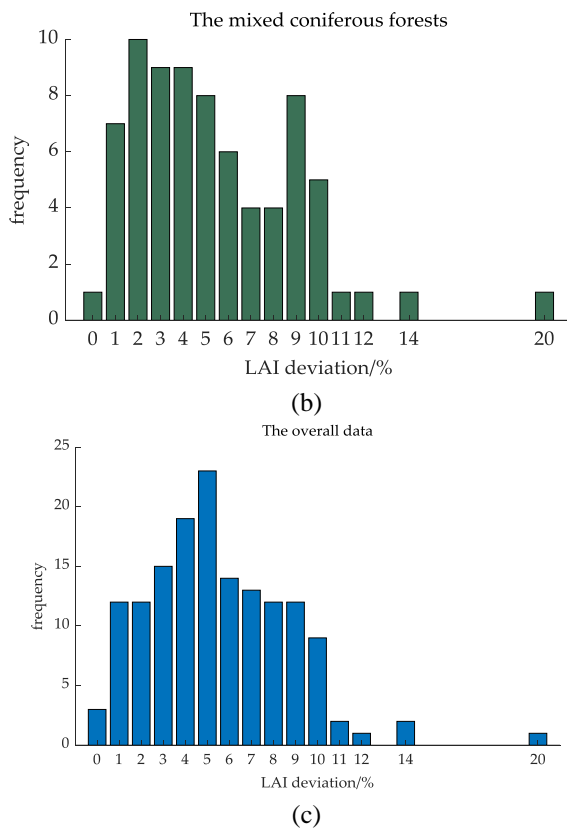 The mixed coniferous forests
10
8
6
4
2
0
frequency
0 1 2 3 4 5 6 7 8 9 10 11 12 14 20
LAI deviation/%
(b)
The overall data
25
20
15
10
5
0
frequency
0 1 2 3 4 5 6 7 8 9 10 11 12 14 20
LAI deviation/%
(c)